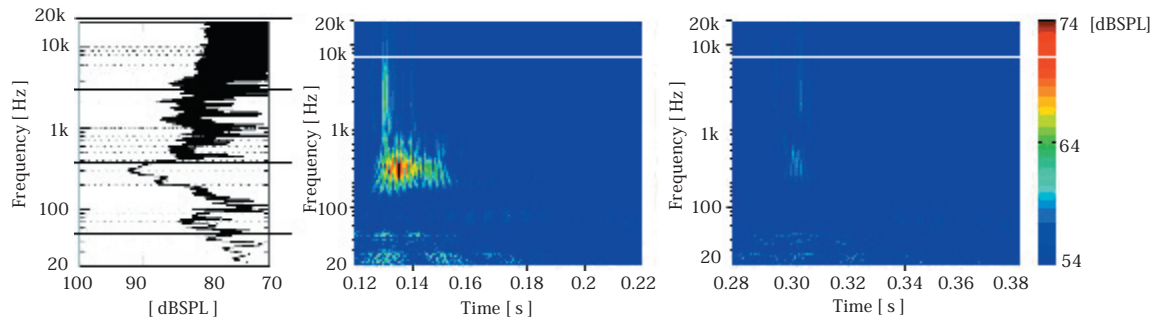 20k
10k
1k
100
20
Frequency [ Hz ]
100 90 80 70
[ dBSPL ]
20k
10k
1k
100
20
Frequency [ Hz ]
0.12 0.14 0.16 0.18 0.2 0.22
Time [ s ]
20k
10k
1k
100
20
Frequency [ Hz ]
0.28 0.30 0.32 0.34 0.36 0.38
Time [ s ]
74 [dBSPL]
64
54